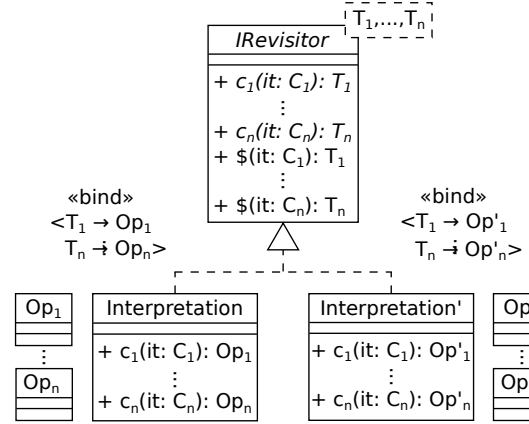 T₁,...,Tₙ
IRevisitor
+ c₁(it: C₁): T₁
⋮
+ cₙ(it: Cₙ): Tₙ
+ $(it: C₁): T₁
⋮
+ $(it: Cₙ): Tₙ
«bind»
<T₁ → Op₁
⋮
Tₙ → Opₙ>
«bind»
<T₁ → Op'₁
⋮
Tₙ → Op'ₙ>
Op₁
⋮
Opₙ
Interpretation
+ c₁(it: C₁): Op₁
⋮
+ cₙ(it: Cₙ): Opₙ
Interpretation'
+ c₁(it: C₁): Op'₁
⋮
+ cₙ(it: Cₙ): Op'ₙ
Op
⋮
Op